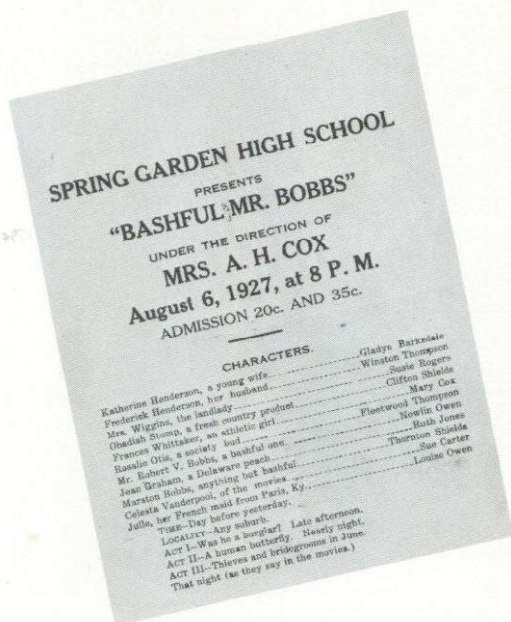 SPRING GARDEN HIGH SCHOOL
PRESENTS
"BASHFUL MR. BOBBS"
UNDER THE DIRECTION OF
MRS. A. H. COX
August 6, 1927, at 8 P. M.
ADMISSION 20c. AND 35c.
CHARACTERS.
Katherine Henderson, a young wife Gladyn Barksdale
Frederick Henderson, her husband Winston Thompson
Mrs. Wiggins, the landlady Susie Rogers
Obadiah Stump, a fresh country product Clifton Shields
Frances Whittaker, an athletic girl Mary Cox
Rosalie Otis, a society bud Fleetwood Thompson
Mr. Robert V. Bobbs, a bashful one Nowlin Owen
Jean Graham, a Delaware peach Ruth Jones
Marston Bobbs, anything but bashful Thornton Shields
Celesta Vanderpool, of the movies Sue Carter
Julie, her French maid from Paris, Ky., Louise Owen
TIME—Day before yesterday.
LOCALITY—Any suburb.
ACT I—Was he a burglar? Late afternoon.
ACT II—A human butterfly. Nearly night.
ACT III—Thieves and bridegrooms in June.
That night (as they say in the movies.)